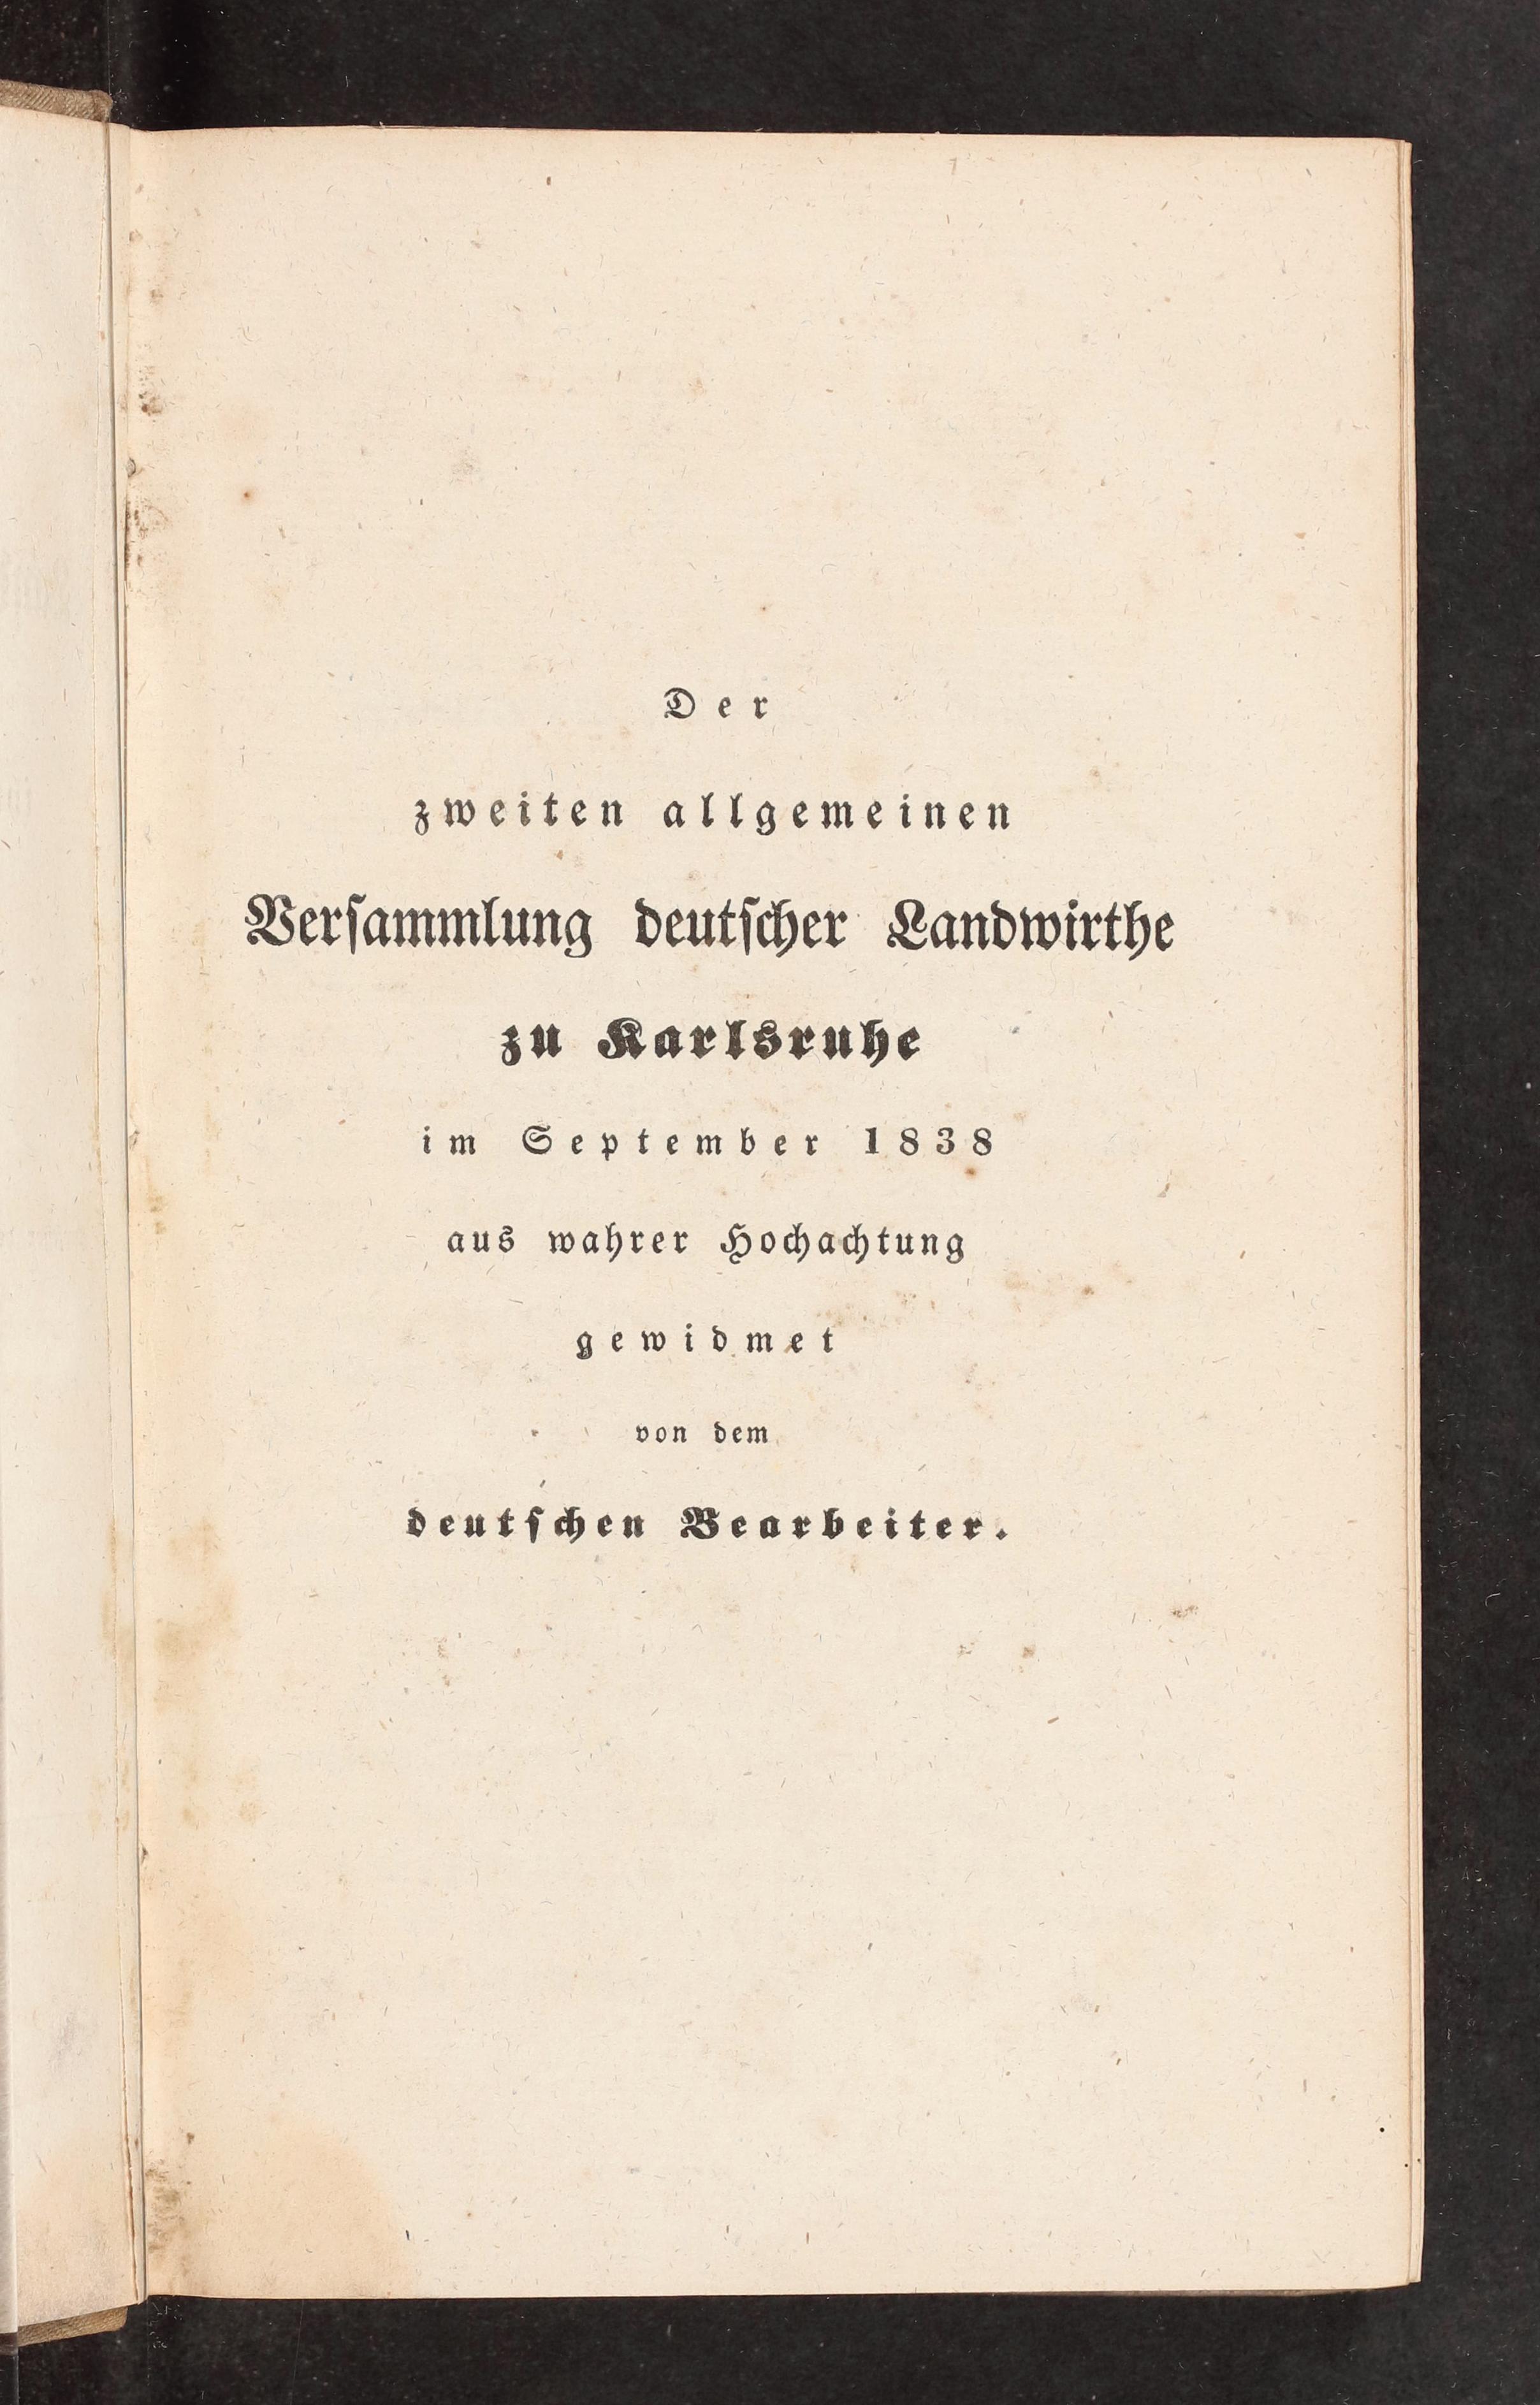 Der
zweiten allgemeinen
Verſammlung deutſcher Landwirthe
zu Karlsruhe
im September 1838
aus wahrer Hochachtung
gewidmet
von dem
deutſchen Bearbeiter.